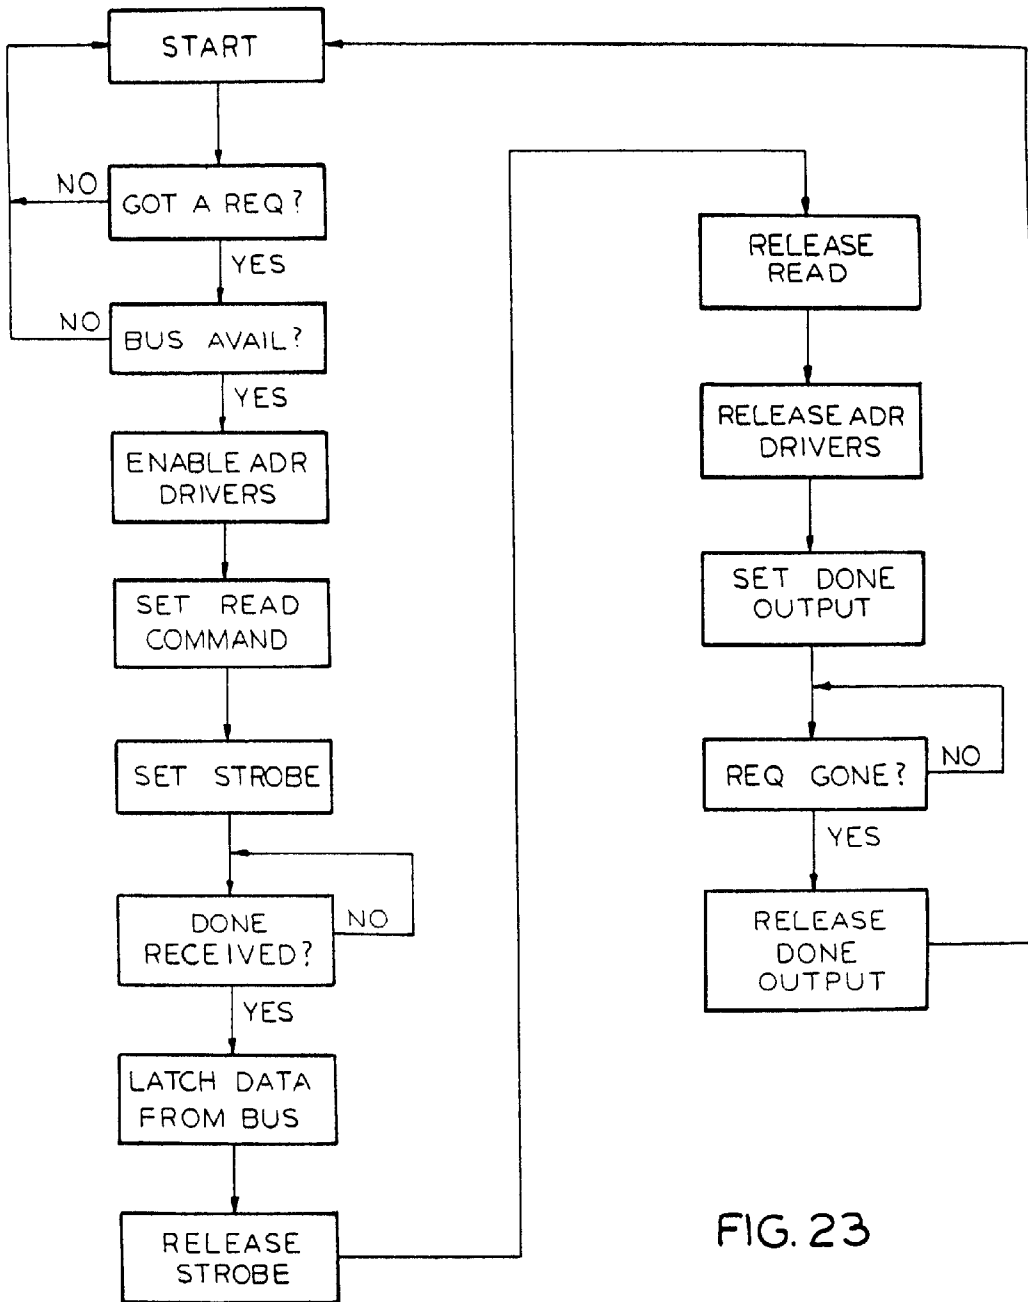 START
NO
GOT A REQ?
YES
NO
BUS AVAIL?
YES
ENABLE ADR
DRIVERS
SET READ
COMMAND
SET STROBE
DONE
RECEIVED?
NO
YES
LATCH DATA
FROM BUS
RELEASE
STROBE
RELEASE
READ
RELEASE ADR
DRIVERS
SET DONE
OUTPUT
REQ GONE?
NO
YES
RELEASE
DONE
OUTPUT
FIG. 23